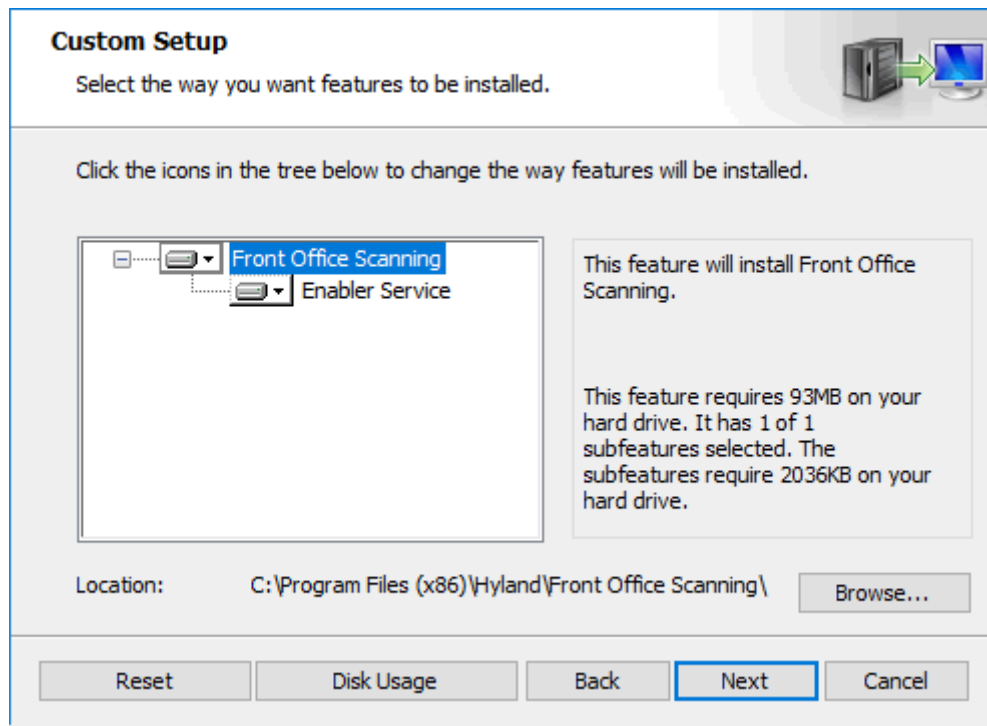 Custom Setup
Select the way you want features to be installed.
Click the icons in the tree below to change the way features will be installed.
Front Office Scanning
Enabler Service
This feature will install Front Office
Scanning.
This feature requires 93MB on your
hard drive. It has 1 of 1
subfeatures selected. The
subfeatures require 2036KB on your
hard drive.
Location: C:\Program Files (x86)\Hyland\Front Office Scanning\ Browse...
Reset Disk Usage Back Next Cancel